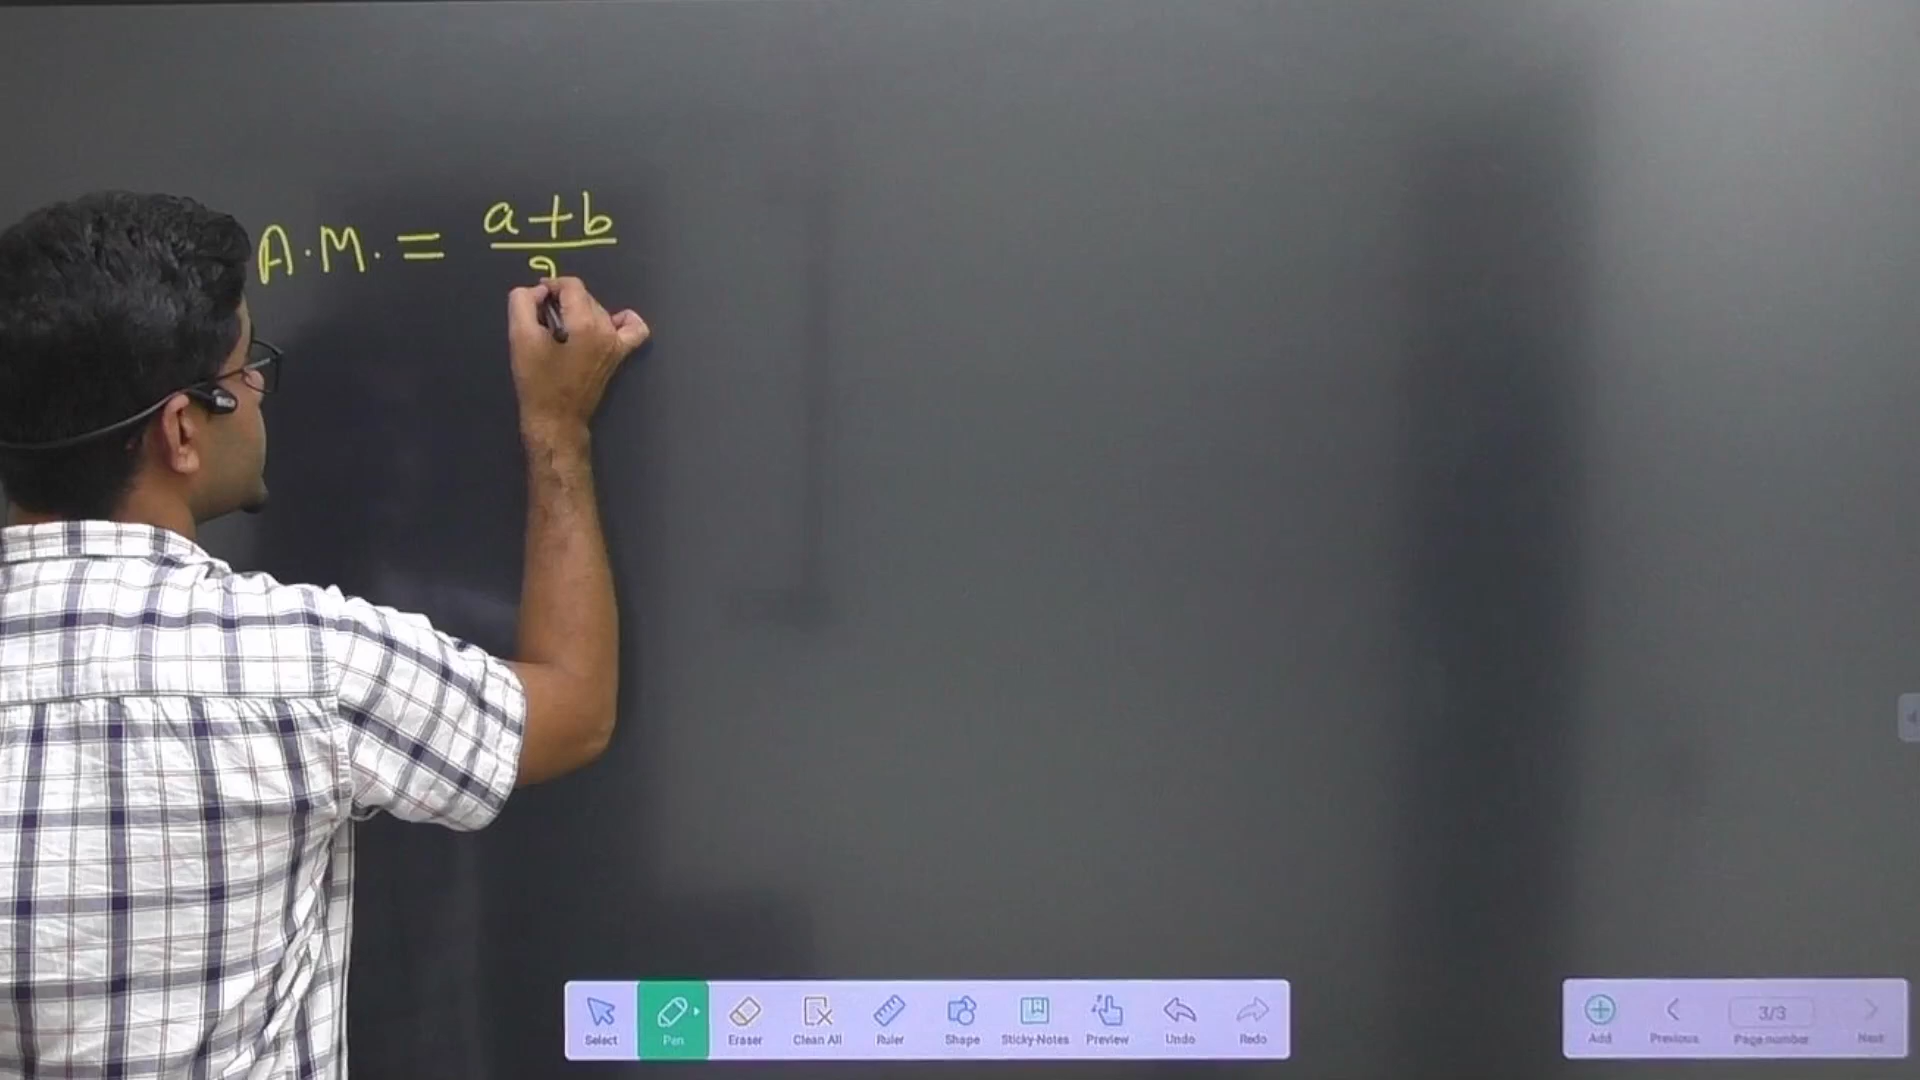 A.M. = a+b
2
Select Pen Eraser Clean All Ruler Shape Sticky-Notes Preview Undo Redo
3/3
Add Previous Page number Next